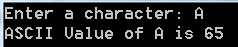 Enter a character: A
ASCII Value of A is 65